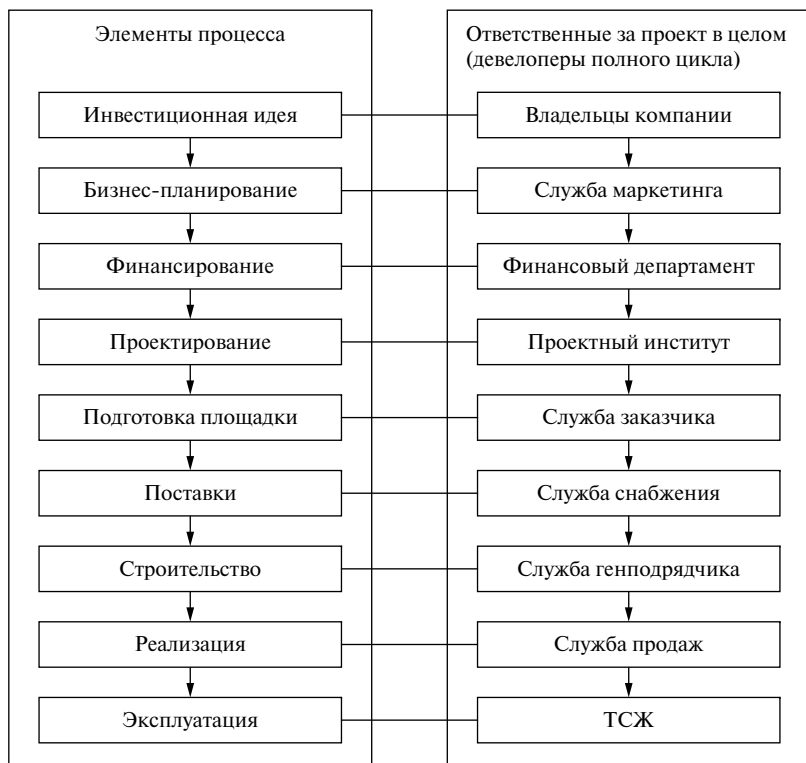 Элементы процесса
Ответственные за проект в целом
(девелоперы полного цикла)
Инвестиционная идея
Владельцы компании
Бизнес-планирование
Служба маркетинга
Финансирование
Финансовый департамент
Проектирование
Проектный институт
Подготовка площадки
Служба заказчика
Поставки
Служба снабжения
Строительство
Служба генподрядчика
Реализация
Служба продаж
Эксплуатация
ТСЖ